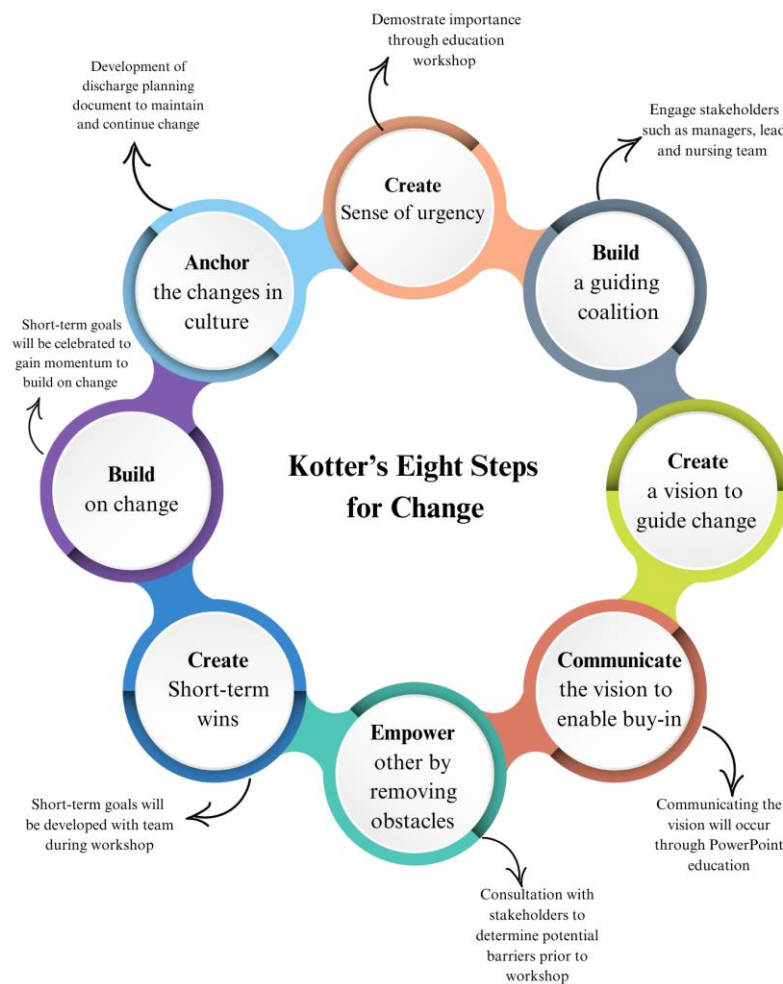 Demostrate importance
through education
workshop
Development of
discharge planning
document to maintain
and continue change
Engage stakeholders
such as managers, lead
and nursing team
Create
Sense of urgency
Build
a guiding
coalition
Anchor
the changes in
culture
Short-term goals
will be celebrated to
gain momentum to
build on change
Create
a vision to
guide change
Build
on change
Kotter's Eight Steps
for Change
Communicate
the vision to
enable buy-in
Create
Short-term
wins
Empower
other by
removing
obstacles
Short-term goals will
be developed with team
during workshop
Communicating the
vision will occur
through PowerPoint
education
Consultation with
stakeholders to
determine potential
barriers prior to
workshop